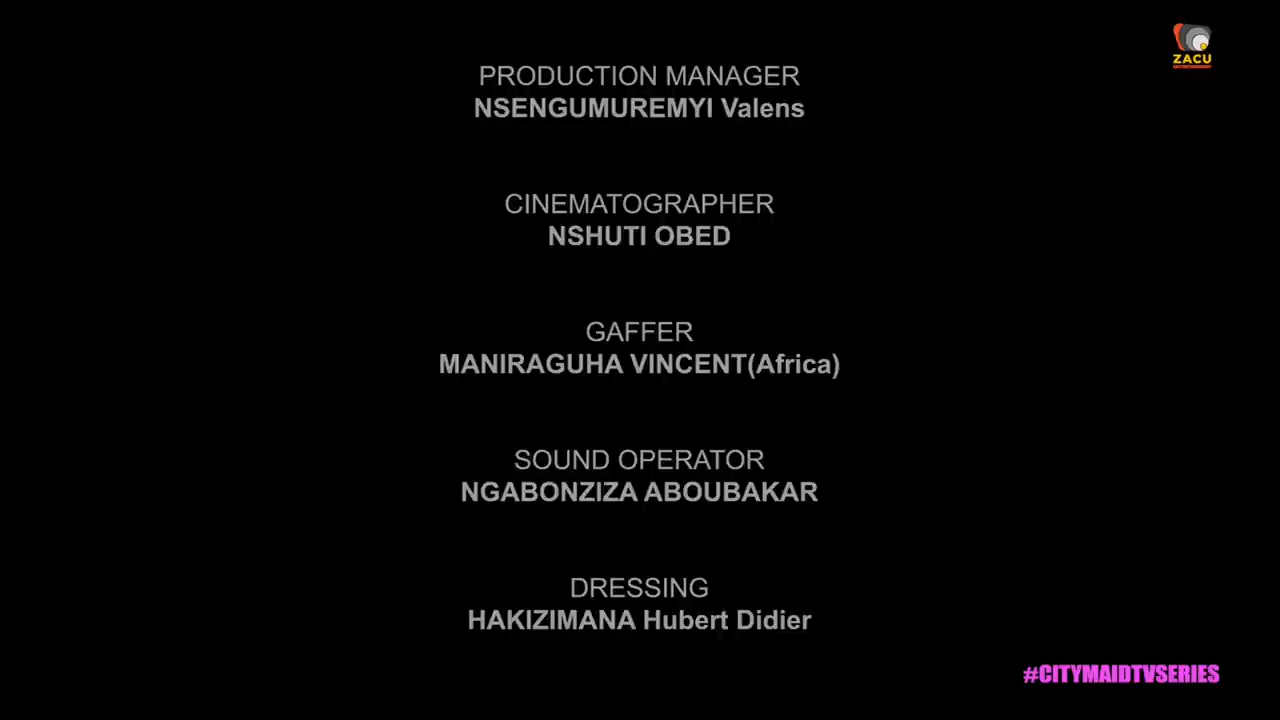 ZACU
PRODUCTION MANAGER
NSENGUMUREMYI Valens
CINEMATOGRAPHER
NSHUTI OBED
GAFFER
MANIRAGUHA VINCENT(Africa)
SOUND OPERATOR
NGABONZIZA ABOUBAKAR
DRESSING
HAKIZIMANA Hubert Didier
#CITYMAIDTVSERIES